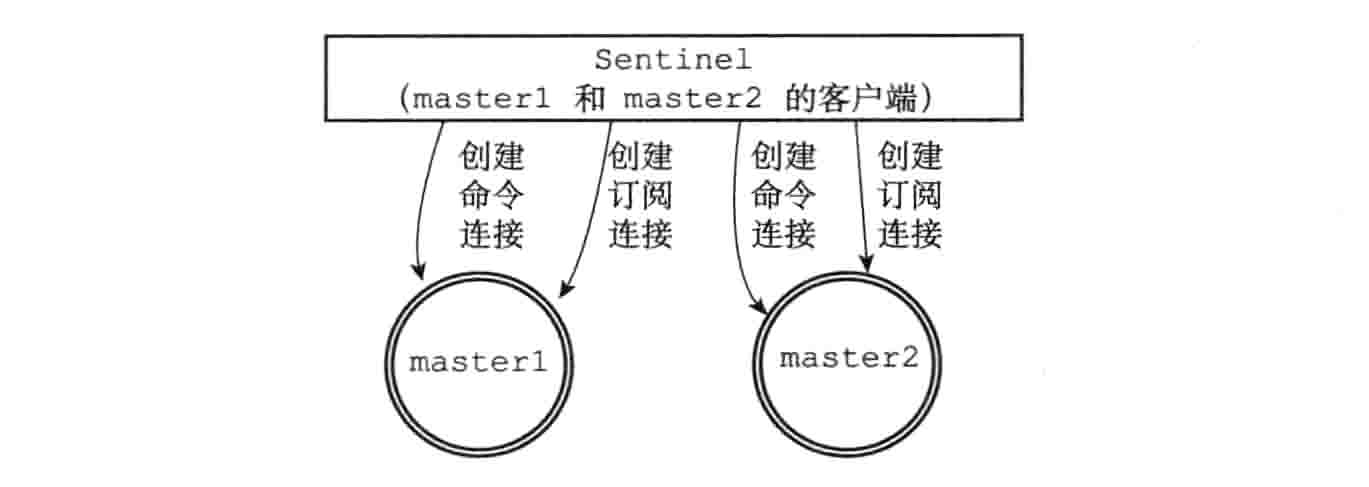 Sentinel
(master1 和 master2 的客户端)
创建
命令
连接
创建
订阅
连接
创建
命令
连接
创建
订阅
连接
master1
master2